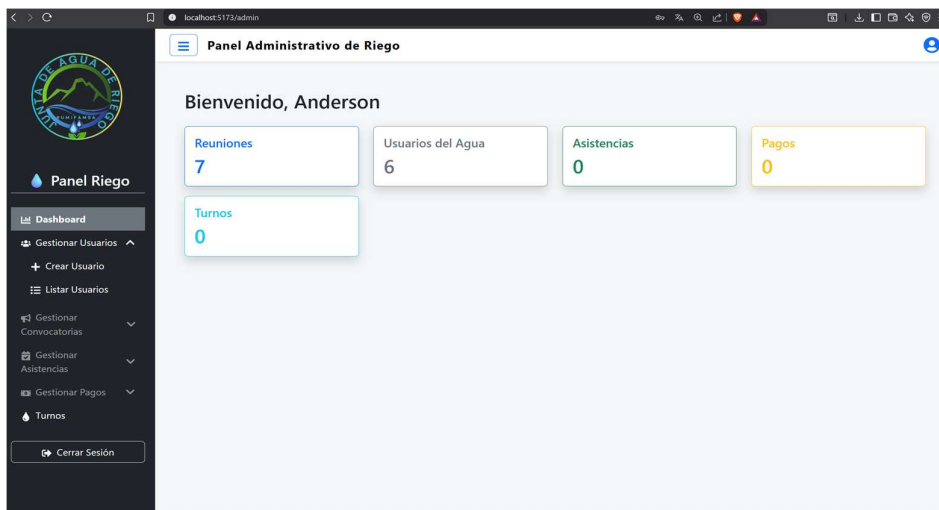 localhost:5173/admin
JUNTA DE AGUA DE RIEGO
RUMIPAMBA
Panel Riego
Dashboard
Gestionar Usuarios
Crear Usuario
Listar Usuarios
Gestionar
Convocatorias
Gestionar
Asistencias
Gestionar Pagos
Turnos
Cerrar Sesión
Panel Administrativo de Riego
Bienvenido, Anderson
Reuniones
7
Usuarios del Agua
6
Asistencias
0
Pagos
0
Turnos
0